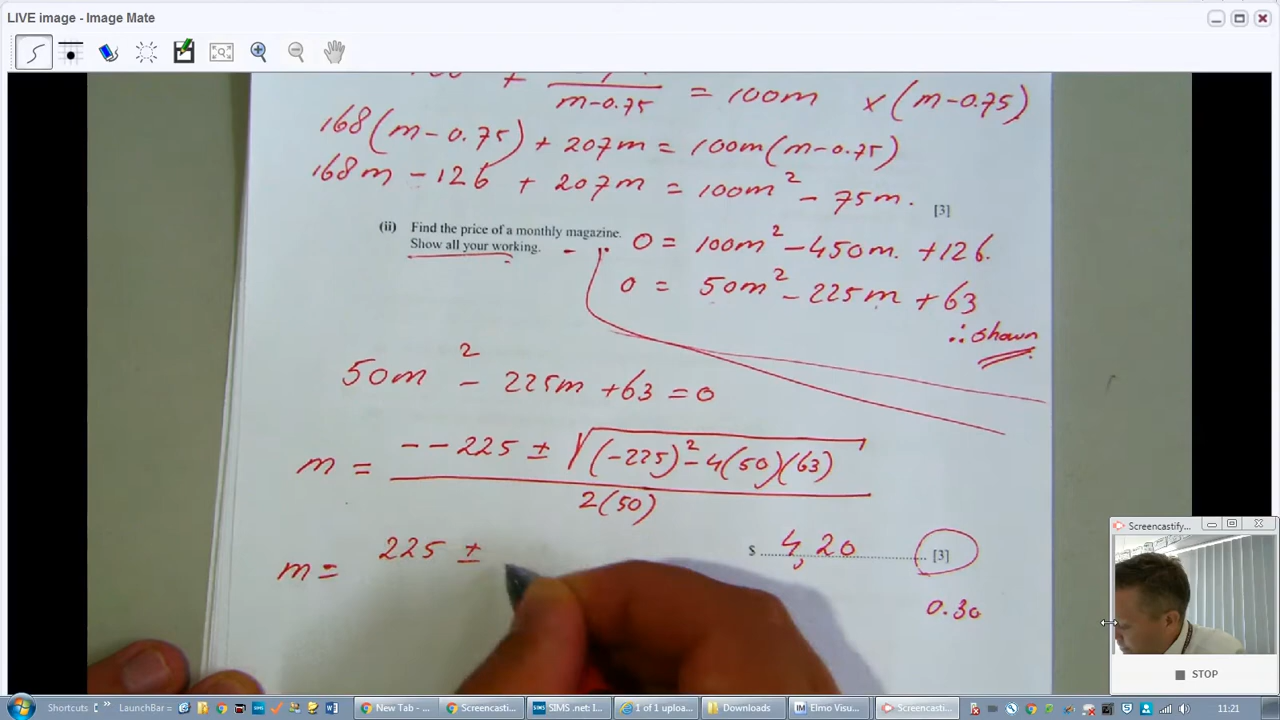 LIVE image - Image Mate
m-0.75 = 100m × (m-0.75)
168(m-0.75) + 207m = 100m(m-0.75)
168m - 126 + 207m = 100m² - 75m.
[3]
(ii) Find the price of a monthly magazine.
Show all your working.
0 = 100m² - 450m + 126.
0 = 50m² - 225m + 63
∴ shown
50m² - 225m + 63 = 0
m = --225 ± √(-225)² - 4(50)(63)
2(50)
m = 225 ±
$ 4,20 [3]
0.30
Screencastify...
STOP
Shortcuts LaunchBar New Tab - ... Screencasti... SIMS .net: I... 1 of 1 uploa... Downloads Elmo Visu... Screencasti... 11:21